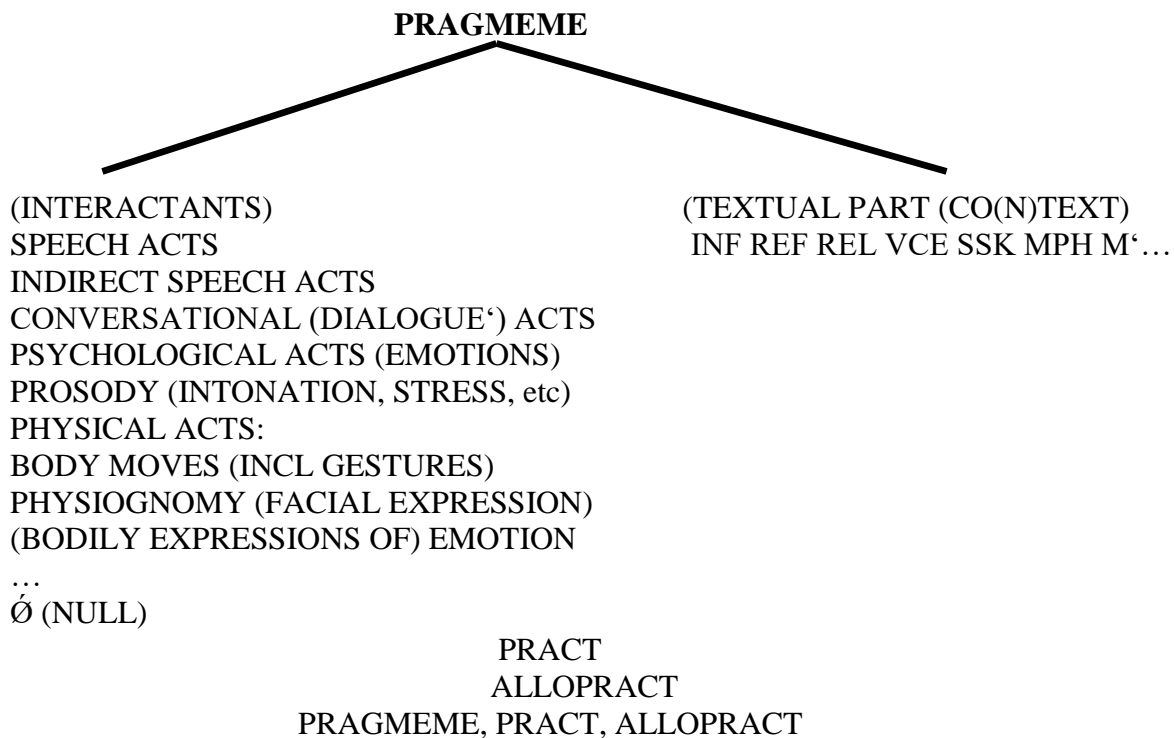 PRAGMEME
(INTERACTANTS)
SPEECH ACTS
INDIRECT SPEECH ACTS
CONVERSATIONAL (DIALOGUE‘) ACTS
PSYCHOLOGICAL ACTS (EMOTIONS)
PROSODY (INTONATION, STRESS, etc)
PHYSICAL ACTS:
BODY MOVES (INCL GESTURES)
PHYSIOGNOMY (FACIAL EXPRESSION)
(BODILY EXPRESSIONS OF) EMOTION
…
Ǿ (NULL)
(TEXTUAL PART (CO(N)TEXT)
INF REF REL VCE SSK MPH M‘…
PRACT
ALLOPRACT
PRAGMEME, PRACT, ALLOPRACT